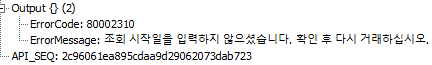 Output {} (2)
ErrorCode: 80002310
ErrorMessage: 조회 시작일을 입력하지 않으셨습니다. 확인 후 다시 거래하십시오.
API_SEQ: 2c96061ea895cdaa9d29062073dab723